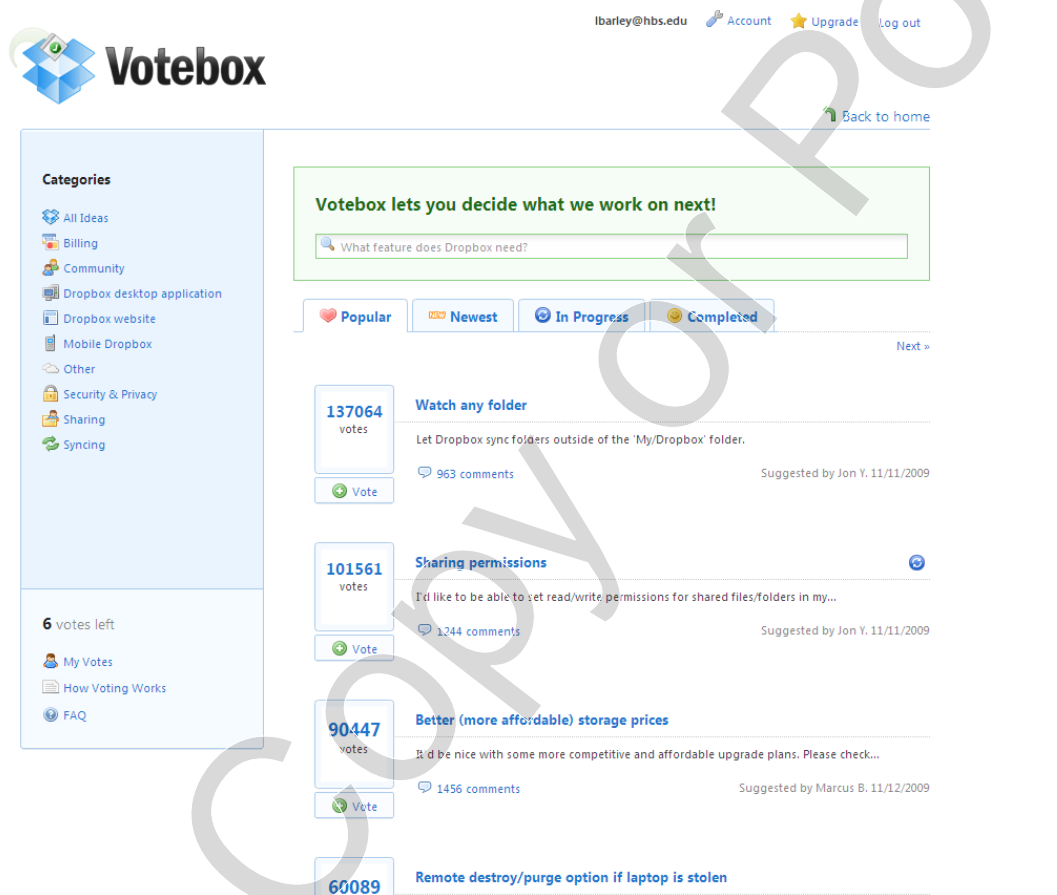 lbarley@hbs.edu Account Upgrade Log out
Votebox
Back to home
Categories
All Ideas
Billing
Community
Dropbox desktop application
Dropbox website
Mobile Dropbox
Other
Security & Privacy
Sharing
Syncing
6 votes left
My Votes
How Voting Works
FAQ
Votebox lets you decide what we work on next!
What feature does Dropbox need?
Popular NEW Newest In Progress Completed
Next »
137064
votes
Vote
Watch any folder
Let Dropbox sync folders outside of the 'My Dropbox' folder.
963 comments Suggested by Jon Y. 11/11/2009
101561
votes
Vote
Sharing permissions
I'd like to be able to set read/write permissions for shared files/folders in my...
1244 comments Suggested by Jon Y. 11/11/2009
90447
votes
Vote
Better (more affordable) storage prices
It'd be nice with some more competitive and affordable upgrade plans. Please check...
1456 comments Suggested by Marcus B. 11/12/2009
60089
Remote destroy/purge option if laptop is stolen
Copy or Po